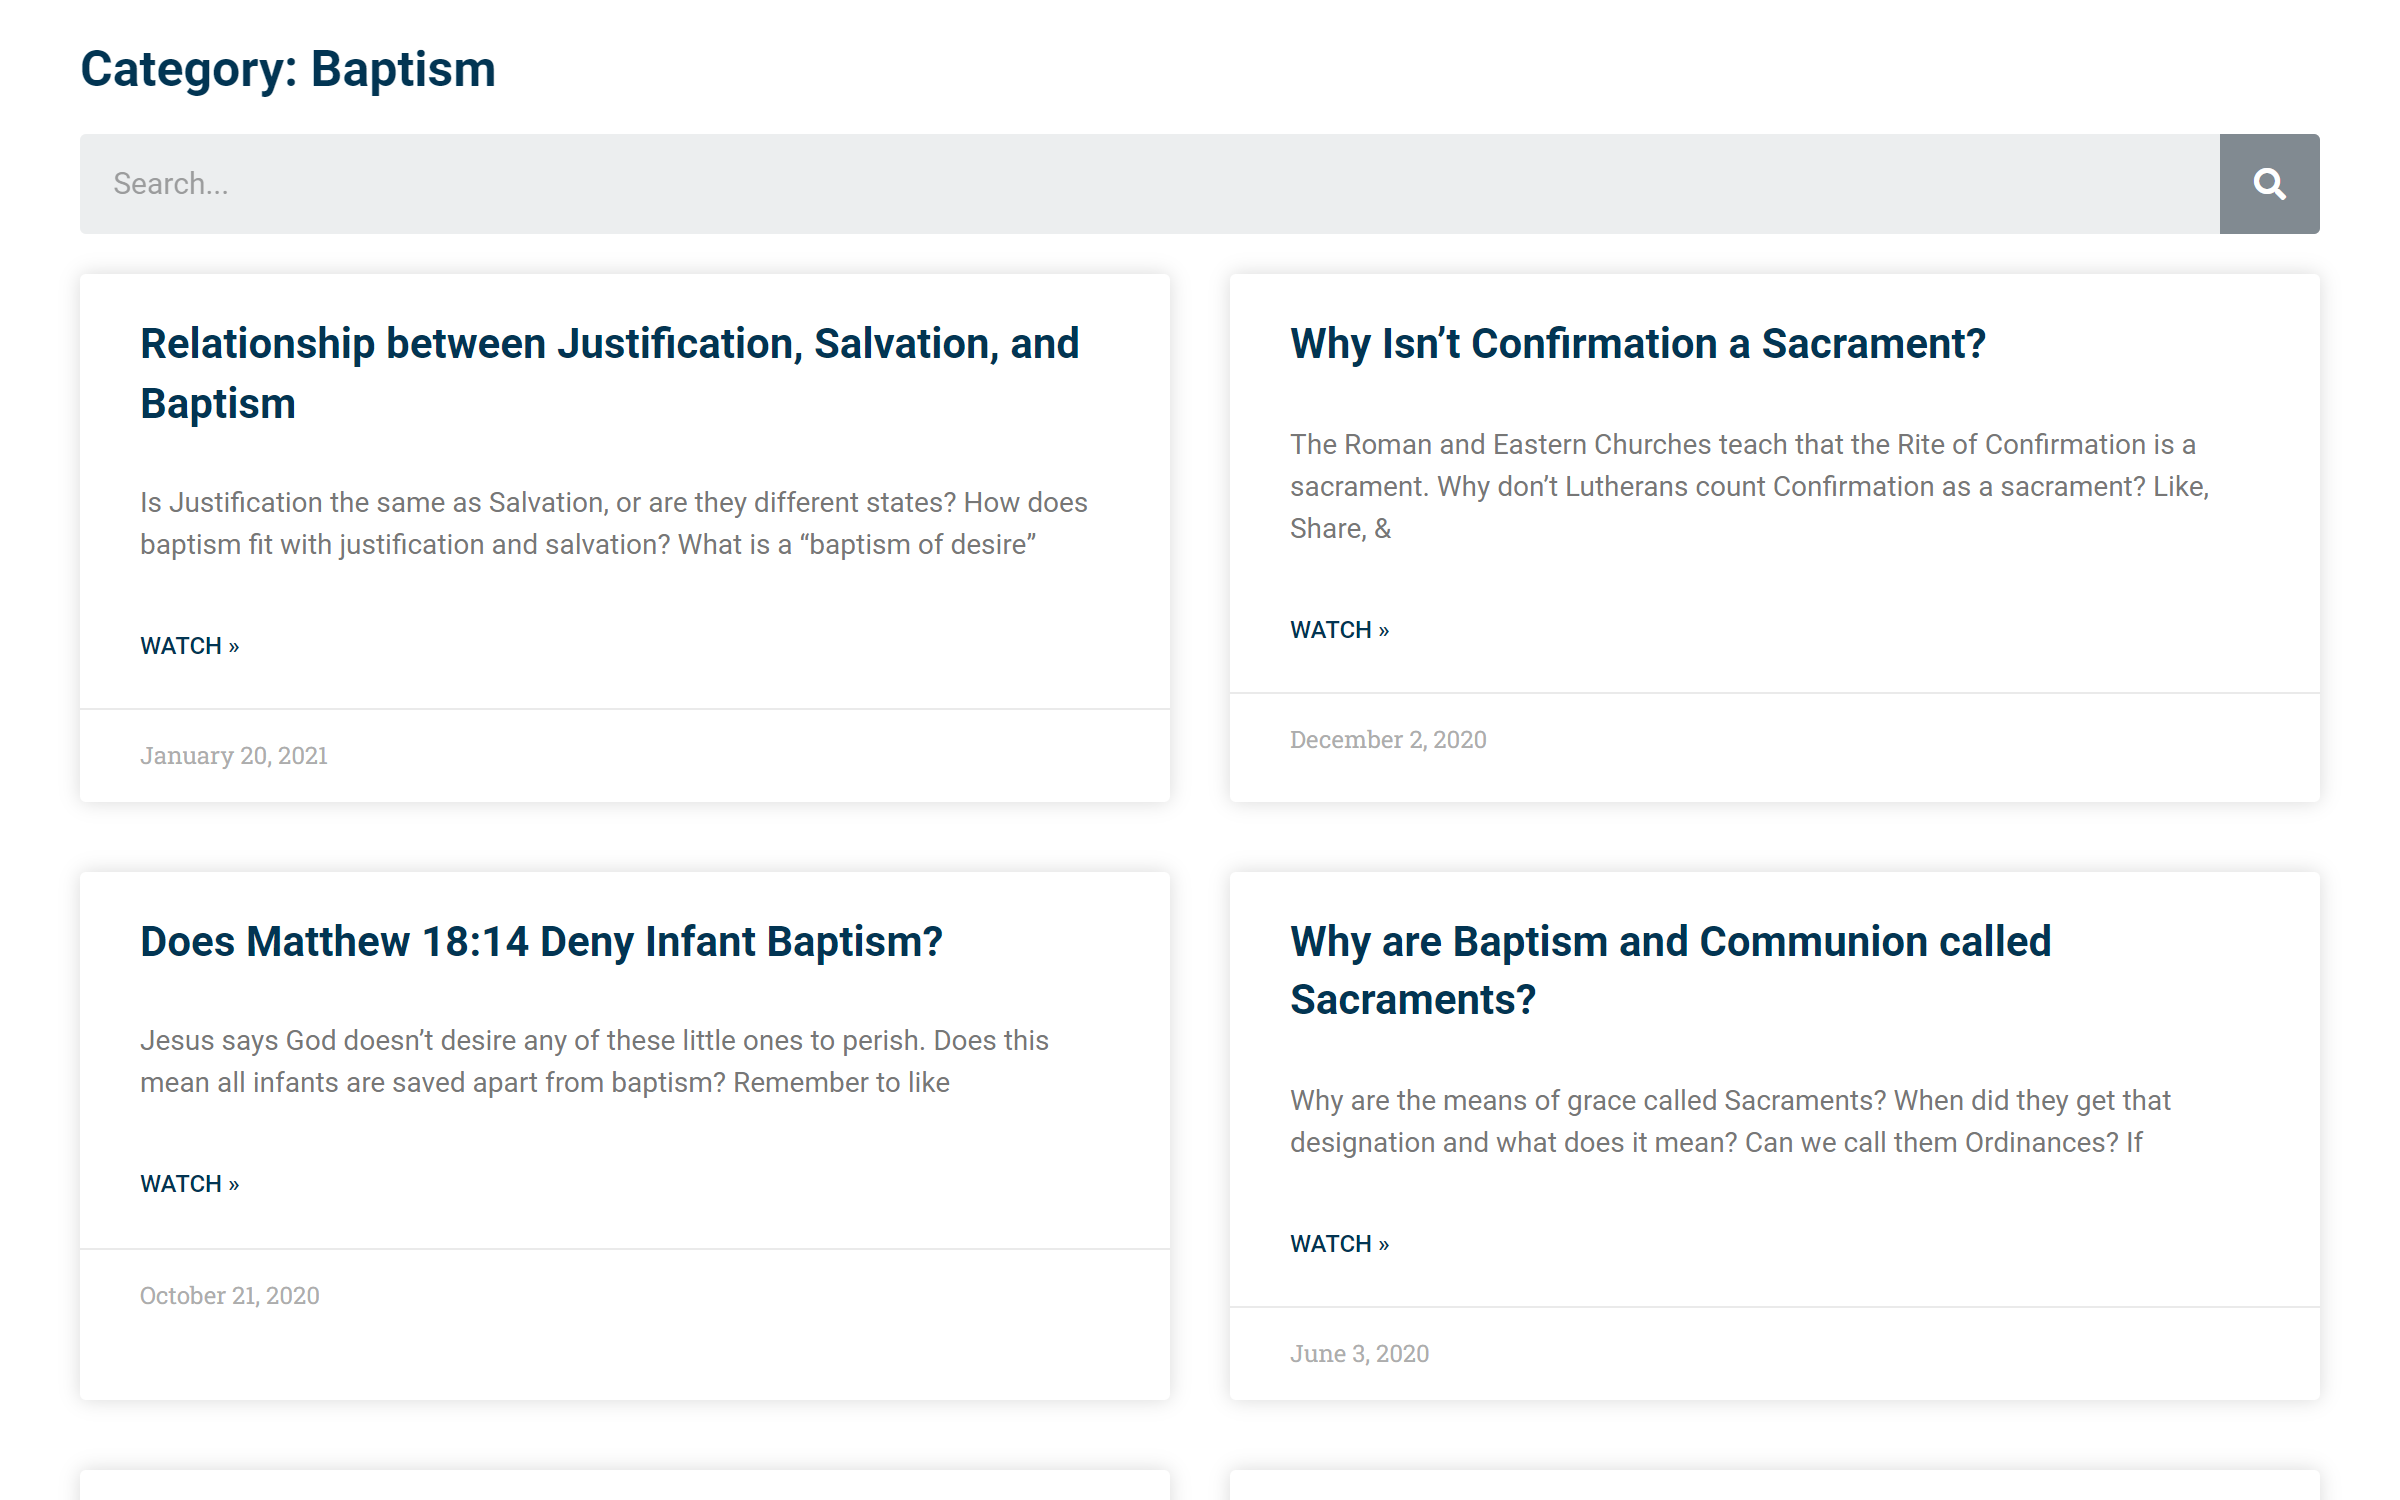 Category: Baptism
Search...
Relationship between Justification, Salvation, and
Baptism
Is Justification the same as Salvation, or are they different states? How does
baptism fit with justification and salvation? What is a “baptism of desire”
WATCH »
January 20, 2021
Why Isn’t Confirmation a Sacrament?
The Roman and Eastern Churches teach that the Rite of Confirmation is a
sacrament. Why don’t Lutherans count Confirmation as a sacrament? Like,
Share, &
WATCH »
December 2, 2020
Does Matthew 18:14 Deny Infant Baptism?
Jesus says God doesn’t desire any of these little ones to perish. Does this
mean all infants are saved apart from baptism? Remember to like
WATCH »
October 21, 2020
Why are Baptism and Communion called
Sacraments?
Why are the means of grace called Sacraments? When did they get that
designation and what does it mean? Can we call them Ordinances? If
WATCH »
June 3, 2020